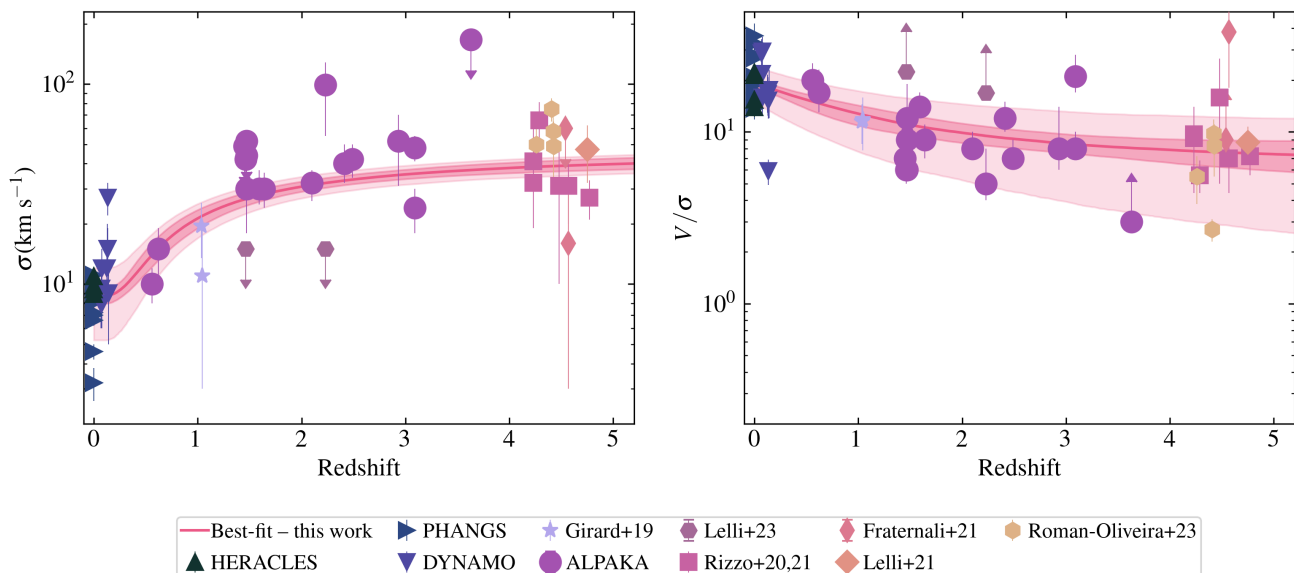 10²
10¹
σ(km s⁻¹)
0 1 2 3 4 5
Redshift
10¹
10⁰
V/σ
0 1 2 3 4 5
Redshift
Best-fit – this work PHANGS Girard+19 Lelli+23 Fraternali+21 Roman-Oliveira+23
HERACLES DYNAMO ALPAKA Rizzo+20,21 Lelli+21